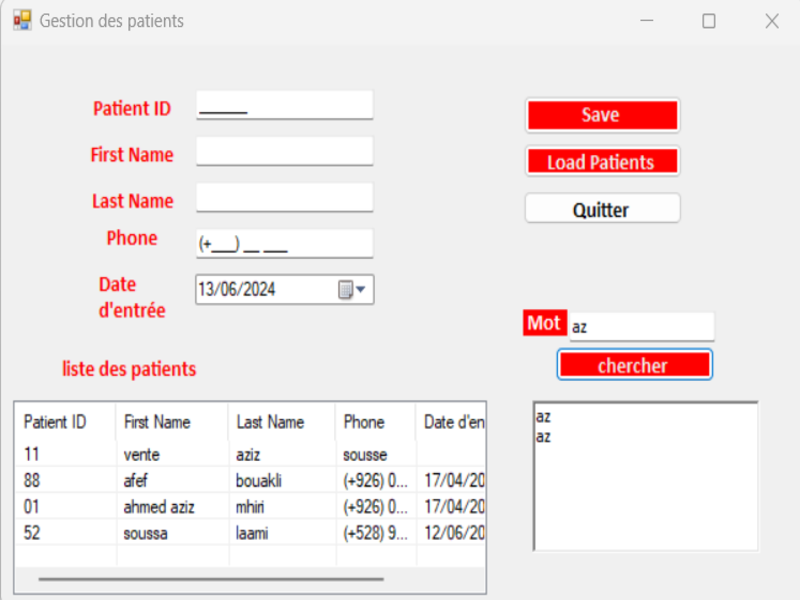 Gestion des patients
Patient ID ______
Save
First Name
Load Patients
Last Name
Quitter
Phone (+___) __ ___
Date
d'entrée
13/06/2024
Mot az
chercher
liste des patients
Patient ID First Name Last Name Phone Date d'en
11 vente aziz sousse
88 afef bouakli (+926) 0... 17/04/20
01 ahmed aziz mhiri (+926) 0... 17/04/20
52 soussa laami (+528) 9... 12/06/20
az
az